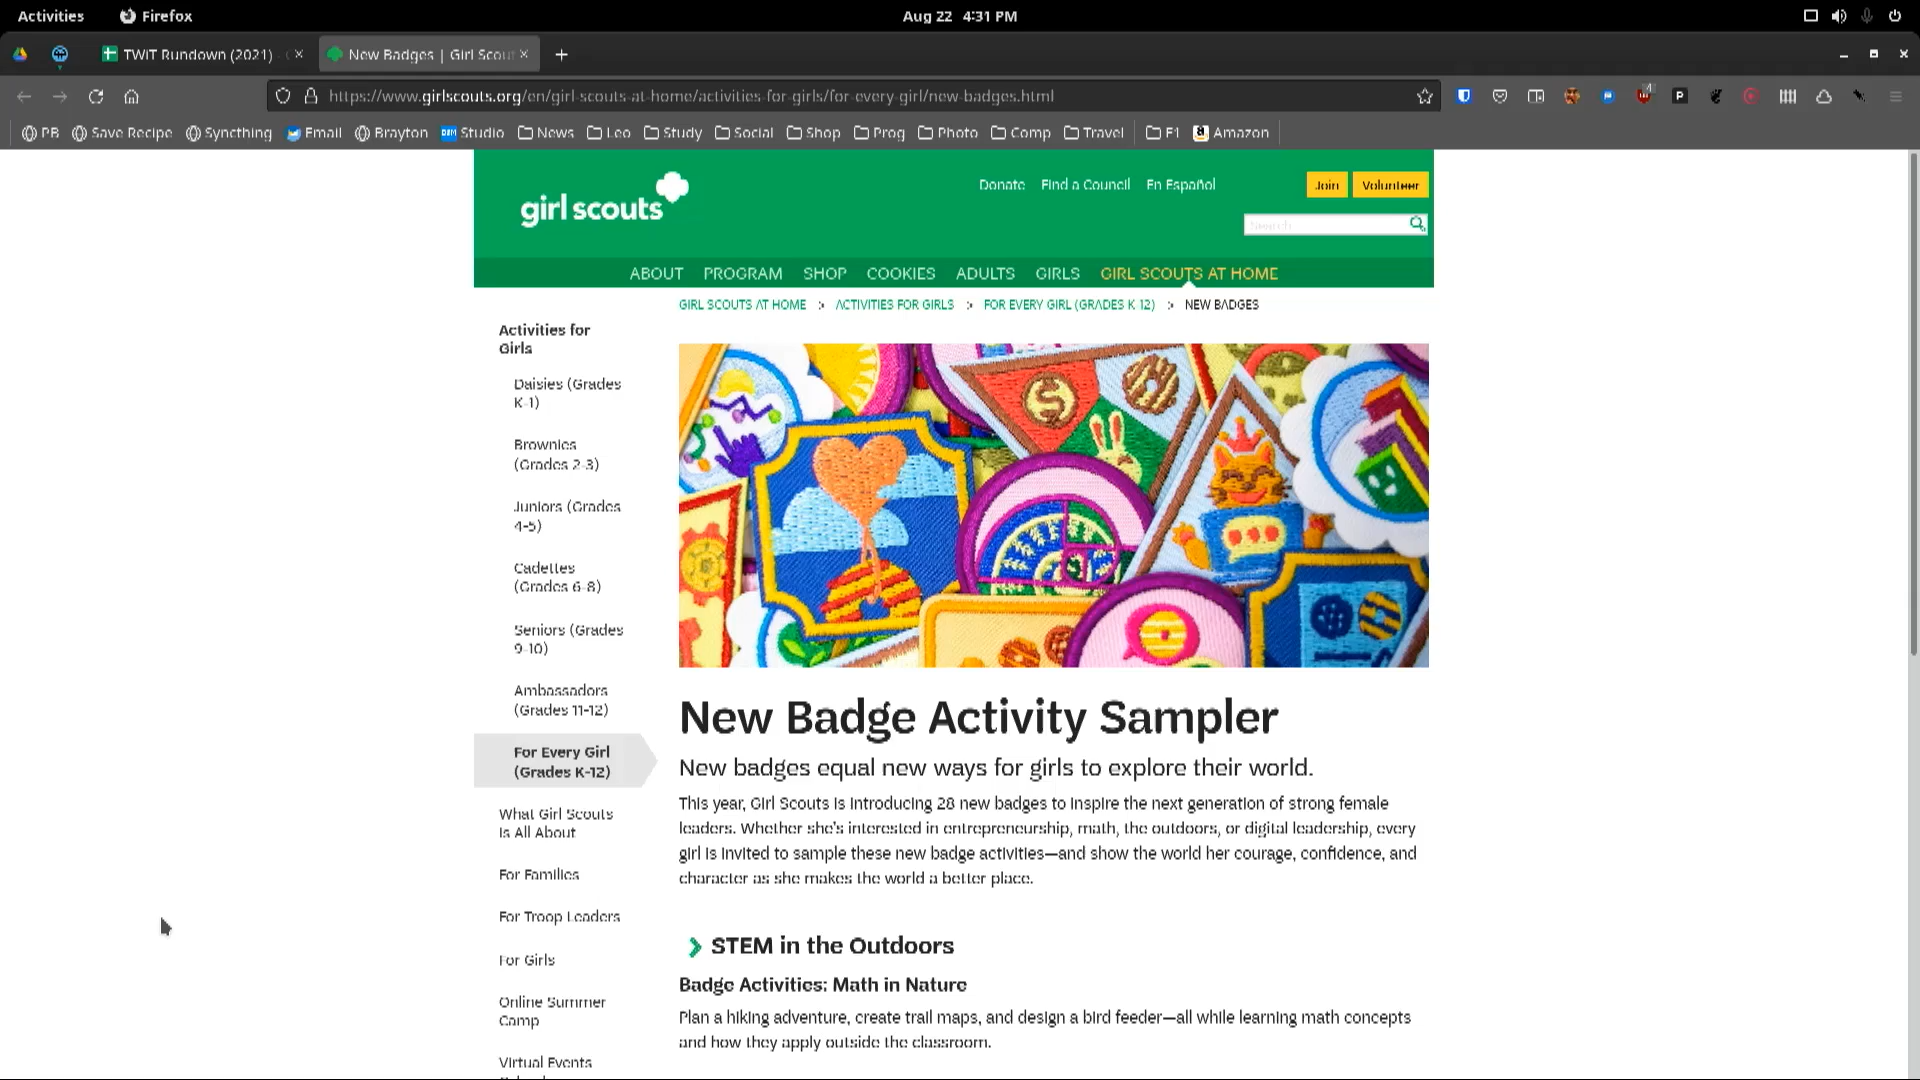 Activities Firefox Aug 22 4:31 PM
TWiT Rundown (2021) New Badges | Girl Scout
https://www.girlscouts.org/en/girl-scouts-at-home/activities-for-girls/for-every-girl/new-badges.html
PB Save Recipe Syncthing Email Brayton Studio News Leo Study Social Shop Prog Photo Comp Travel F1 Amazon
girl scouts
Donate Find a Council En Español Join Volunteer
Search
ABOUT PROGRAM SHOP COOKIES ADULTS GIRLS GIRL SCOUTS AT HOME
GIRL SCOUTS AT HOME > ACTIVITIES FOR GIRLS > FOR EVERY GIRL (GRADES K-12) > NEW BADGES
Activities for
Girls
Daisies (Grades
K-1)
Brownies
(Grades 2-3)
Juniors (Grades
4-5)
Cadettes
(Grades 6-8)
Seniors (Grades
9-10)
Ambassadors
(Grades 11-12)
For Every Girl
(Grades K-12)
What Girl Scouts
Is All About
For Families
For Troop Leaders
For Girls
Online Summer
Camp
Virtual Events
New Badge Activity Sampler
New badges equal new ways for girls to explore their world.
This year, Girl Scouts is introducing 28 new badges to inspire the next generation of strong female
leaders. Whether she's interested in entrepreneurship, math, the outdoors, or digital leadership, every
girl is invited to sample these new badge activities—and show the world her courage, confidence, and
character as she makes the world a better place.
STEM in the Outdoors
Badge Activities: Math in Nature
Plan a hiking adventure, create trail maps, and design a bird feeder—all while learning math concepts
and how they apply outside the classroom.